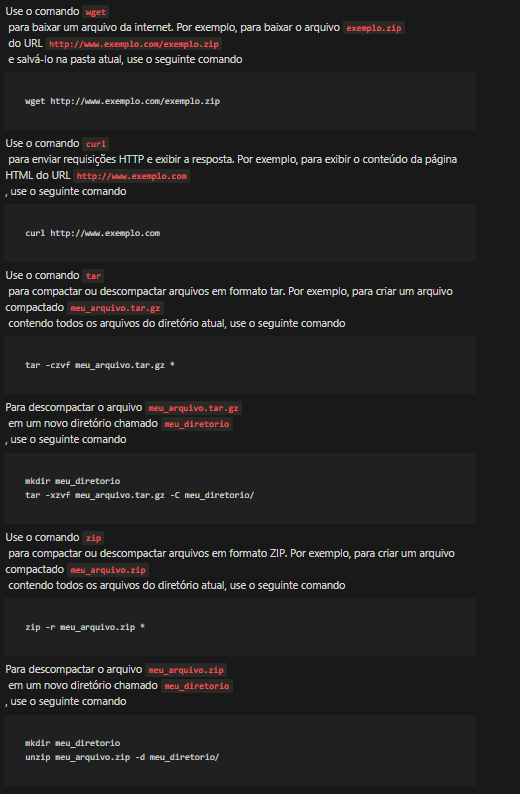 Use o comando wget
para baixar um arquivo da internet. Por exemplo, para baixar o arquivo exemplo.zip
do URL http://www.exemplo.com/exemplo.zip
e salvá-lo na pasta atual, use o seguinte comando
wget http://www.exemplo.com/exemplo.zip
Use o comando curl
para enviar requisições HTTP e exibir a resposta. Por exemplo, para exibir o conteúdo da página
HTML do URL http://www.exemplo.com
, use o seguinte comando
curl http://www.exemplo.com
Use o comando tar
para compactar ou descompactar arquivos em formato tar. Por exemplo, para criar um arquivo
compactado meu_arquivo.tar.gz
contendo todos os arquivos do diretório atual, use o seguinte comando
tar -czvf meu_arquivo.tar.gz *
Para descompactar o arquivo meu_arquivo.tar.gz
em um novo diretório chamado meu_diretorio
, use o seguinte comando
mkdir meu_diretorio
tar -xzvf meu_arquivo.tar.gz -C meu_diretorio/
Use o comando zip
para compactar ou descompactar arquivos em formato ZIP. Por exemplo, para criar um arquivo
compactado meu_arquivo.zip
contendo todos os arquivos do diretório atual, use o seguinte comando
zip -r meu_arquivo.zip *
Para descompactar o arquivo meu_arquivo.zip
em um novo diretório chamado meu_diretorio
, use o seguinte comando
mkdir meu_diretorio
unzip meu_arquivo.zip -d meu_diretorio/